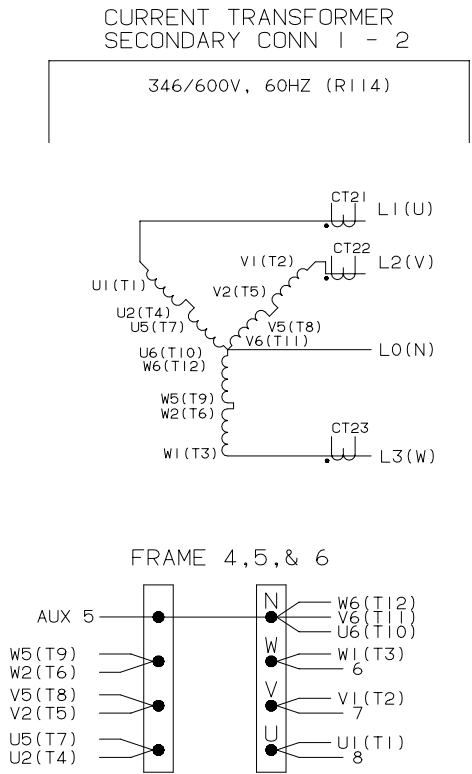 CURRENT TRANSFORMER
SECONDARY CONN 1 - 2
346/600V, 60HZ (R114)
CT21
L1(U)
CT22
L2(V)
V1(T2)
U1(T1)
V2(T5)
U2(T4)
U5(T7)
V5(T8)
V6(T11)
U6(T10)
W6(T12)
L0(N)
W5(T9)
W2(T6)
CT23
W1(T3)
L3(W)
FRAME 4,5,& 6
AUX 5
N
W6(T12)
V6(T11)
U6(T10)
W5(T9)
W2(T6)
W
W1(T3)
6
V5(T8)
V2(T5)
V
V1(T2)
7
U5(T7)
U2(T4)
U
U1(T1)
8